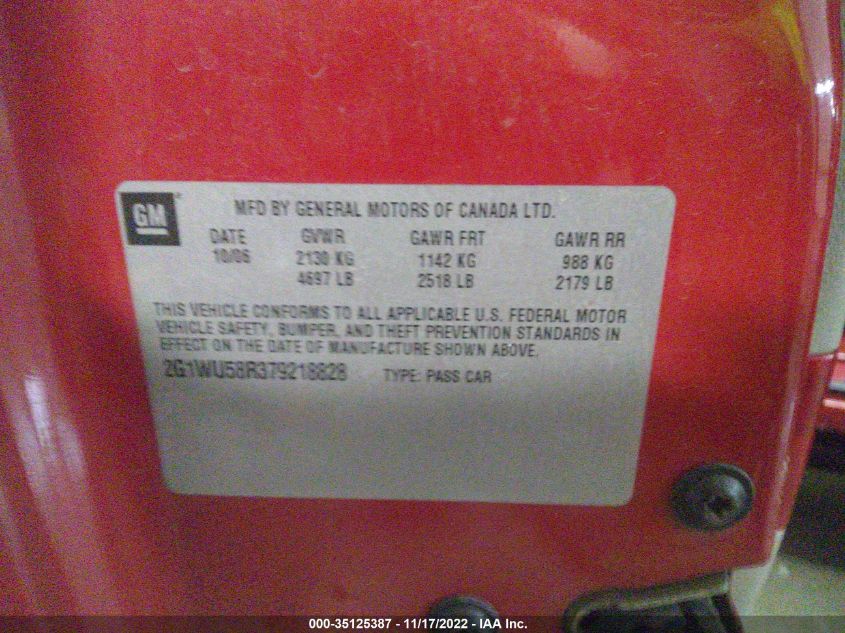 GM
MFD BY GENERAL MOTORS OF CANADA LTD.
DATE GVWR GAWR FRT GAWR RR
10/06 2130 KG 1142 KG 988 KG
4697 LB 2518 LB 2179 LB
THIS VEHICLE CONFORMS TO ALL APPLICABLE U.S. FEDERAL MOTOR
VEHICLE SAFETY, BUMPER, AND THEFT PREVENTION STANDARDS IN
EFFECT ON THE DATE OF MANUFACTURE SHOWN ABOVE.
2G1WU58R379218828 TYPE: PASS CAR
000-35125387 - 11/17/2022 - IAA Inc.